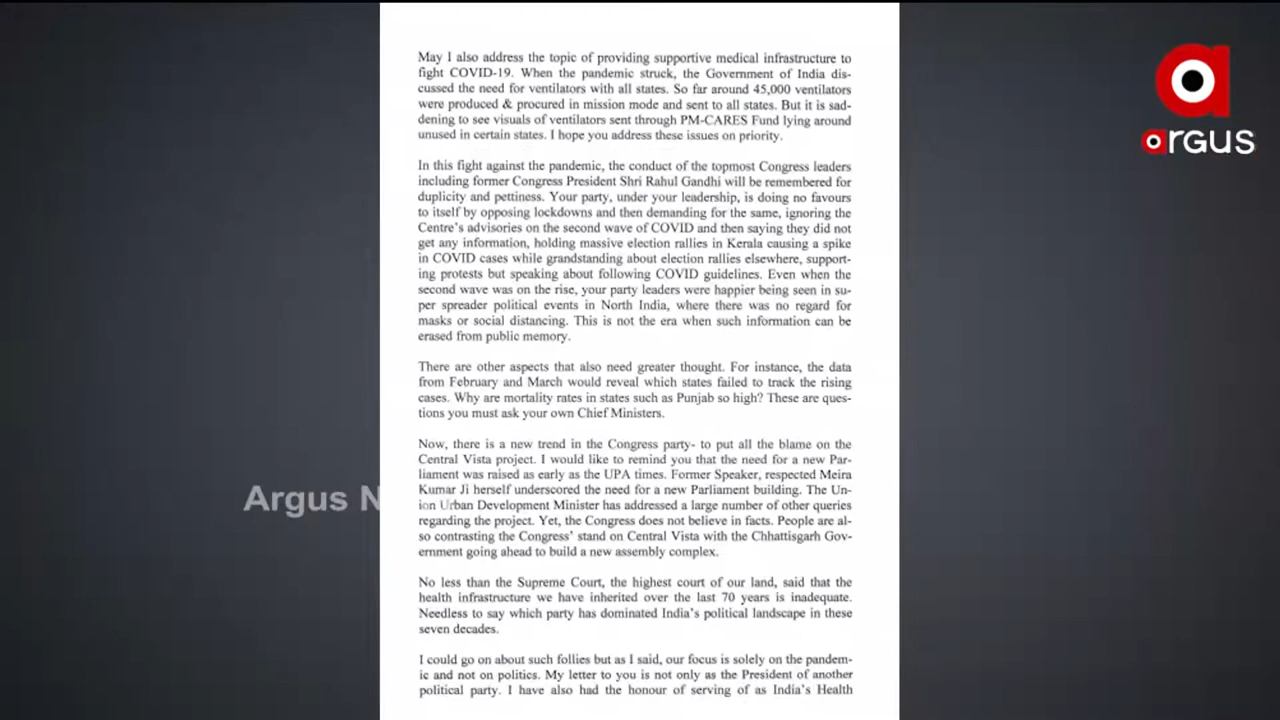 May I also address the topic of providing supportive medical infrastructure to
fight COVID-19. When the pandemic struck, the Government of India dis-
cussed the need for ventilators with all states. So far around 45,000 ventilators
were produced & procured in mission mode and sent to all states. But it is sad-
dening to see visuals of ventilators sent through PM-CARES Fund lying around
unused in certain states. I hope you address these issues on priority.
In this fight against the pandemic, the conduct of the topmost Congress leaders
including former Congress President Shri Rahul Gandhi will be remembered for
duplicity and pettiness. Your party, under your leadership, is doing no favours
to itself by opposing lockdowns and then demanding for the same, ignoring the
Centre's advisories on the second wave of COVID and then saying they did not
get any information, holding massive election rallies in Kerala causing a spike
in COVID cases while grandstanding about election rallies elsewhere, support-
ing protests but speaking about following COVID guidelines. Even when the
second wave was on the rise, your party leaders were happier being seen in su-
per spreader political events in North India, where there was no regard for
masks or social distancing. This is not the era when such information can be
erased from public memory.
There are other aspects that also need greater thought. For instance, the data
from February and March would reveal which states failed to track the rising
cases. Why are mortality rates in states such as Punjab so high? These are ques-
tions you must ask your own Chief Ministers.
Now, there is a new trend in the Congress party- to put all the blame on the
Central Vista project. I would like to remind you that the need for a new Par-
liament was raised as early as the UPA times. Former Speaker, respected Meira
Kumar Ji herself underscored the need for a new Parliament building. The Un-
ion Urban Development Minister has addressed a large number of other queries
regarding the project. Yet, the Congress does not believe in facts. People are al-
so contrasting the Congress' stand on Central Vista with the Chhattisgarh Gov-
ernment going ahead to build a new assembly complex.
No less than the Supreme Court, the highest court of our land, said that the
health infrastructure we have inherited over the last 70 years is inadequate.
Needless to say which party has dominated India's political landscape in these
seven decades.
I could go on about such follies but as I said, our focus is solely on the pandem-
ic and not on politics. My letter to you is not only as the President of another
political party. I have also had the honour of serving of as India's Health
argus
Argus N